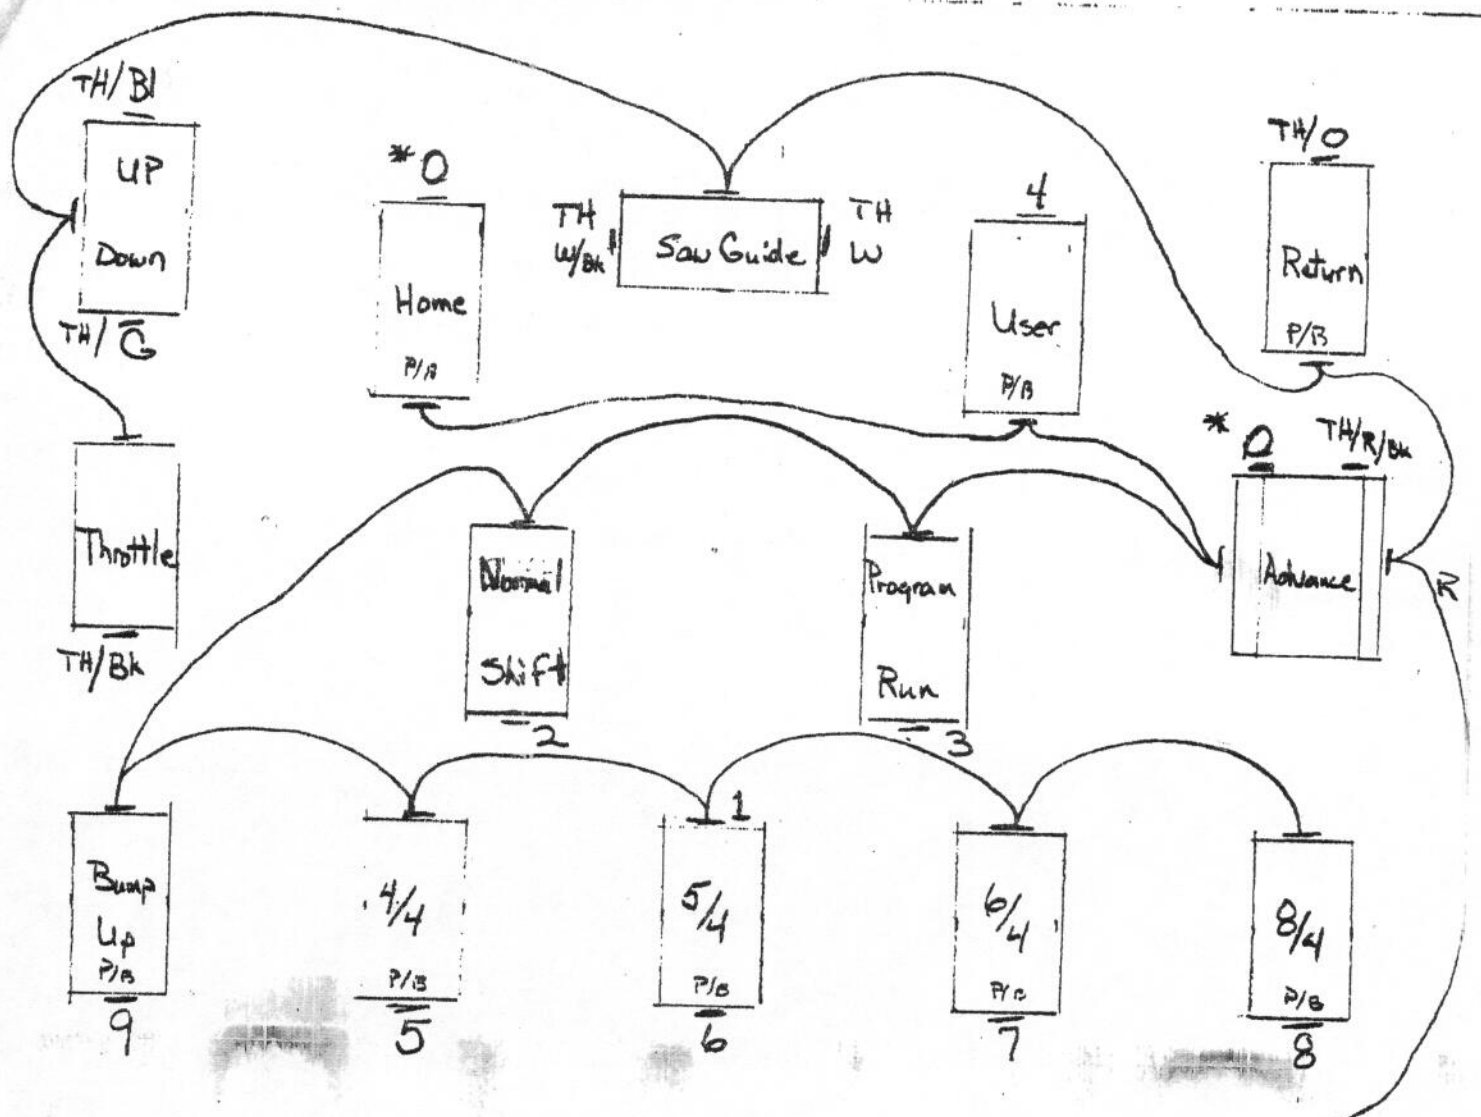 TH/Bl
UP
Down
TH/G
* O
Home
P/B
TH
W/Bk
Saw Guide
TH
W
4
User
P/B
TH/O
Return
P/B
* O
TH/R/Bk
Advance
R
Throttle
TH/Bk
Normal
Shift
2
Program
Run
3
Bump
Up
P/B
9
4/4
P/B
5
1
5/4
P/B
6
6/4
P/B
7
8/4
P/B
8